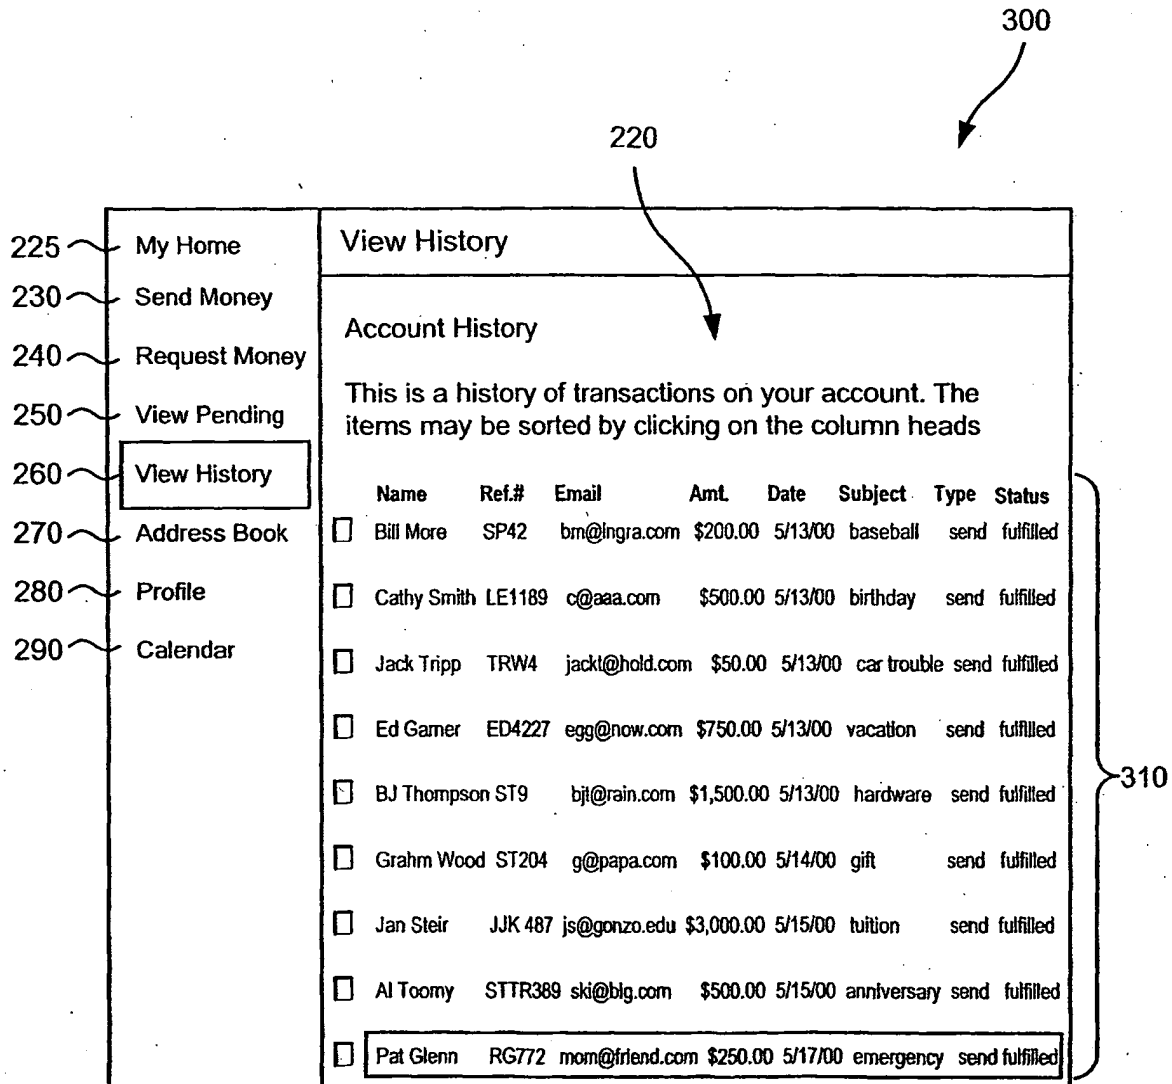 300
220
225 My Home
230 Send Money
240 Request Money
250 View Pending
260 View History
270 Address Book
280 Profile
290 Calendar
View History
Account History
This is a history of transactions on your account. The
items may be sorted by clicking on the column heads
Name Ref.# Email Amt. Date Subject Type Status
Bill More SP42 bm@lngra.com $200.00 5/13/00 baseball send fulfilled
Cathy Smith LE1189 c@aaa.com $500.00 5/13/00 birthday send fulfilled
Jack Tripp TRW4 jackt@hold.com $50.00 5/13/00 car trouble send fulfilled
Ed Garner ED4227 egg@now.com $750.00 5/13/00 vacation send fulfilled
BJ Thompson ST9 bjt@rain.com $1,500.00 5/13/00 hardware send fulfilled
Grahm Wood ST204 g@papa.com $100.00 5/14/00 gift send fulfilled
Jan Steir JJK 487 js@gonzo.edu $3,000.00 5/15/00 tuition send fulfilled
Al Toomy STTR389 ski@blg.com $500.00 5/15/00 anniversary send fulfilled
Pat Glenn RG772 mom@friend.com $250.00 5/17/00 emergency send fulfilled
310